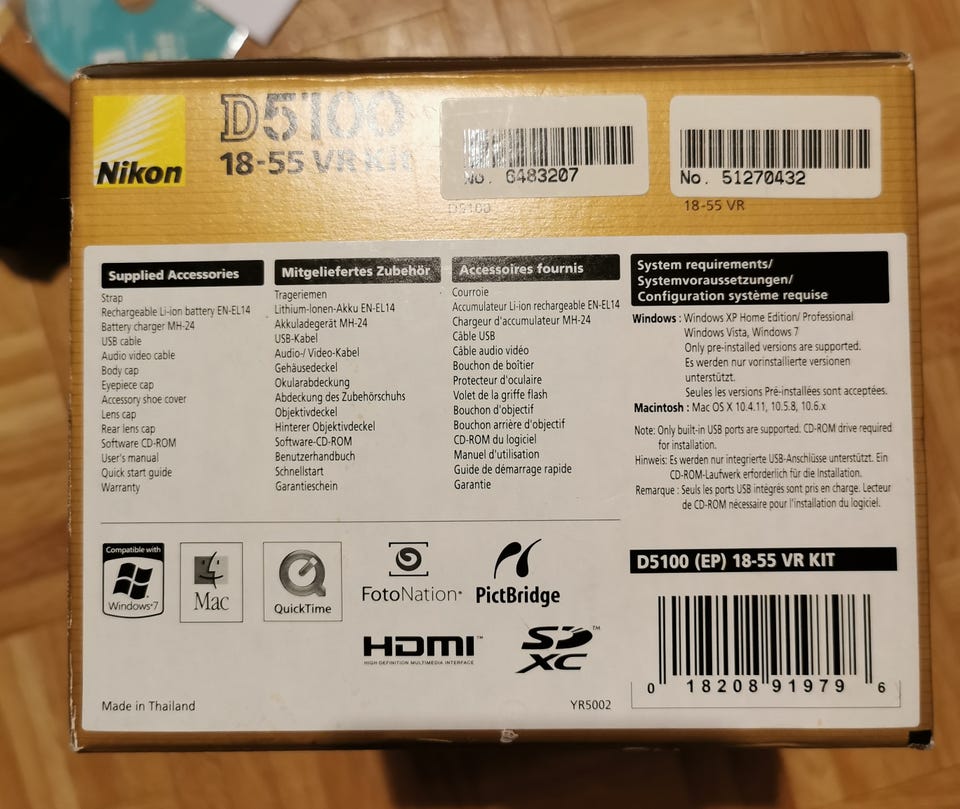 Nikon
D5100
18-55 VR KIT
No. 6483207
D5100
No. 51270432
18-55 VR
Supplied Accessories
Strap
Rechargeable Li-ion battery EN-EL14
Battery charger MH-24
USB cable
Audio video cable
Body cap
Eyepiece cap
Accessory shoe cover
Lens cap
Rear lens cap
Software CD-ROM
User's manual
Quick start guide
Warranty
Mitgeliefertes Zubehör
Trageriemen
Lithium-Ionen-Akku EN-EL14
Akkuladegerät MH-24
USB-Kabel
Audio-/ Video-Kabel
Gehäusedeckel
Okularabdeckung
Abdeckung des Zubehörschuhs
Objektivdeckel
Hinterer Objektivdeckel
Software-CD-ROM
Benutzerhandbuch
Schnellstart
Garantieschein
Accessoires fournis
Courroie
Accumulateur Li-ion rechargeable EN-EL14
Chargeur d'accumulateur MH-24
Câble USB
Câble audio vidéo
Bouchon de boîtier
Protecteur d'oculaire
Volet de la griffe flash
Bouchon d'objectif
Bouchon arrière d'objectif
CD-ROM du logiciel
Manuel d'utilisation
Guide de démarrage rapide
Garantie
System requirements/
Systemvoraussetzungen/
Configuration système requise
Windows : Windows XP Home Edition/ Professional
Windows Vista, Windows 7
Only pre-installed versions are supported.
Es werden nur vorinstallierte versionen
unterstützt.
Seules les versions Pré-installées sont acceptées.
Macintosh : Mac OS X 10.4.11, 10.5.8, 10.6.x
Note: Only built-in USB ports are supported. CD-ROM drive required
for installation.
Hinweis: Es werden nur integrierte USB-Anschlüsse unterstützt. Ein
CD-ROM-Laufwerk erforderlich für die Installation.
Remarque : Seuls les ports USB intégrés sont pris en charge. Lecteur
de CD-ROM nécessaire pour l'installation du logiciel.
Compatible with
Windows®7
Mac
QuickTime
FotoNation
PictBridge
HDMI™
HIGH-DEFINITION MULTIMEDIA INTERFACE
SD™
XC
D5100 (EP) 18-55 VR KIT
0 18208 91979 6
Made in Thailand
YR5002